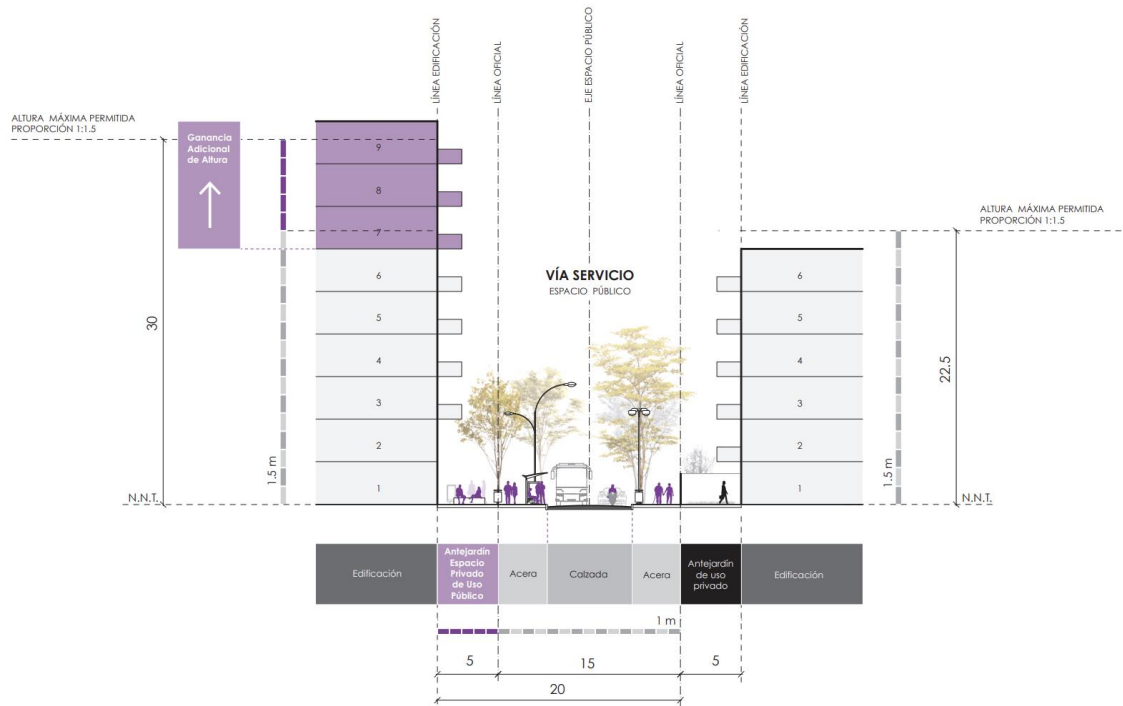 LÍNEA EDIFICACIÓN
LÍNEA OFICIAL
EJE ESPACIO PÚBLICO
LÍNEA OFICIAL
LÍNEA EDIFICACIÓN
ALTURA MÁXIMA PERMITIDA
PROPORCIÓN 1:1.5
Ganancia
Adicional
de Altura
9
8
7
6
5
4
3
2
1
30
1.5 m
N.N.T.
VÍA SERVICIO
ESPACIO PÚBLICO
ALTURA MÁXIMA PERMITIDA
PROPORCIÓN 1:1.5
6
5
4
3
2
1
22.5
1.5 m
N.N.T.
Edificación
Antejardín
Espacio
Privado
de Uso
Público
Acera
Calzada
Acera
Antejardín
de uso
privado
Edificación
1 m
5
15
5
20